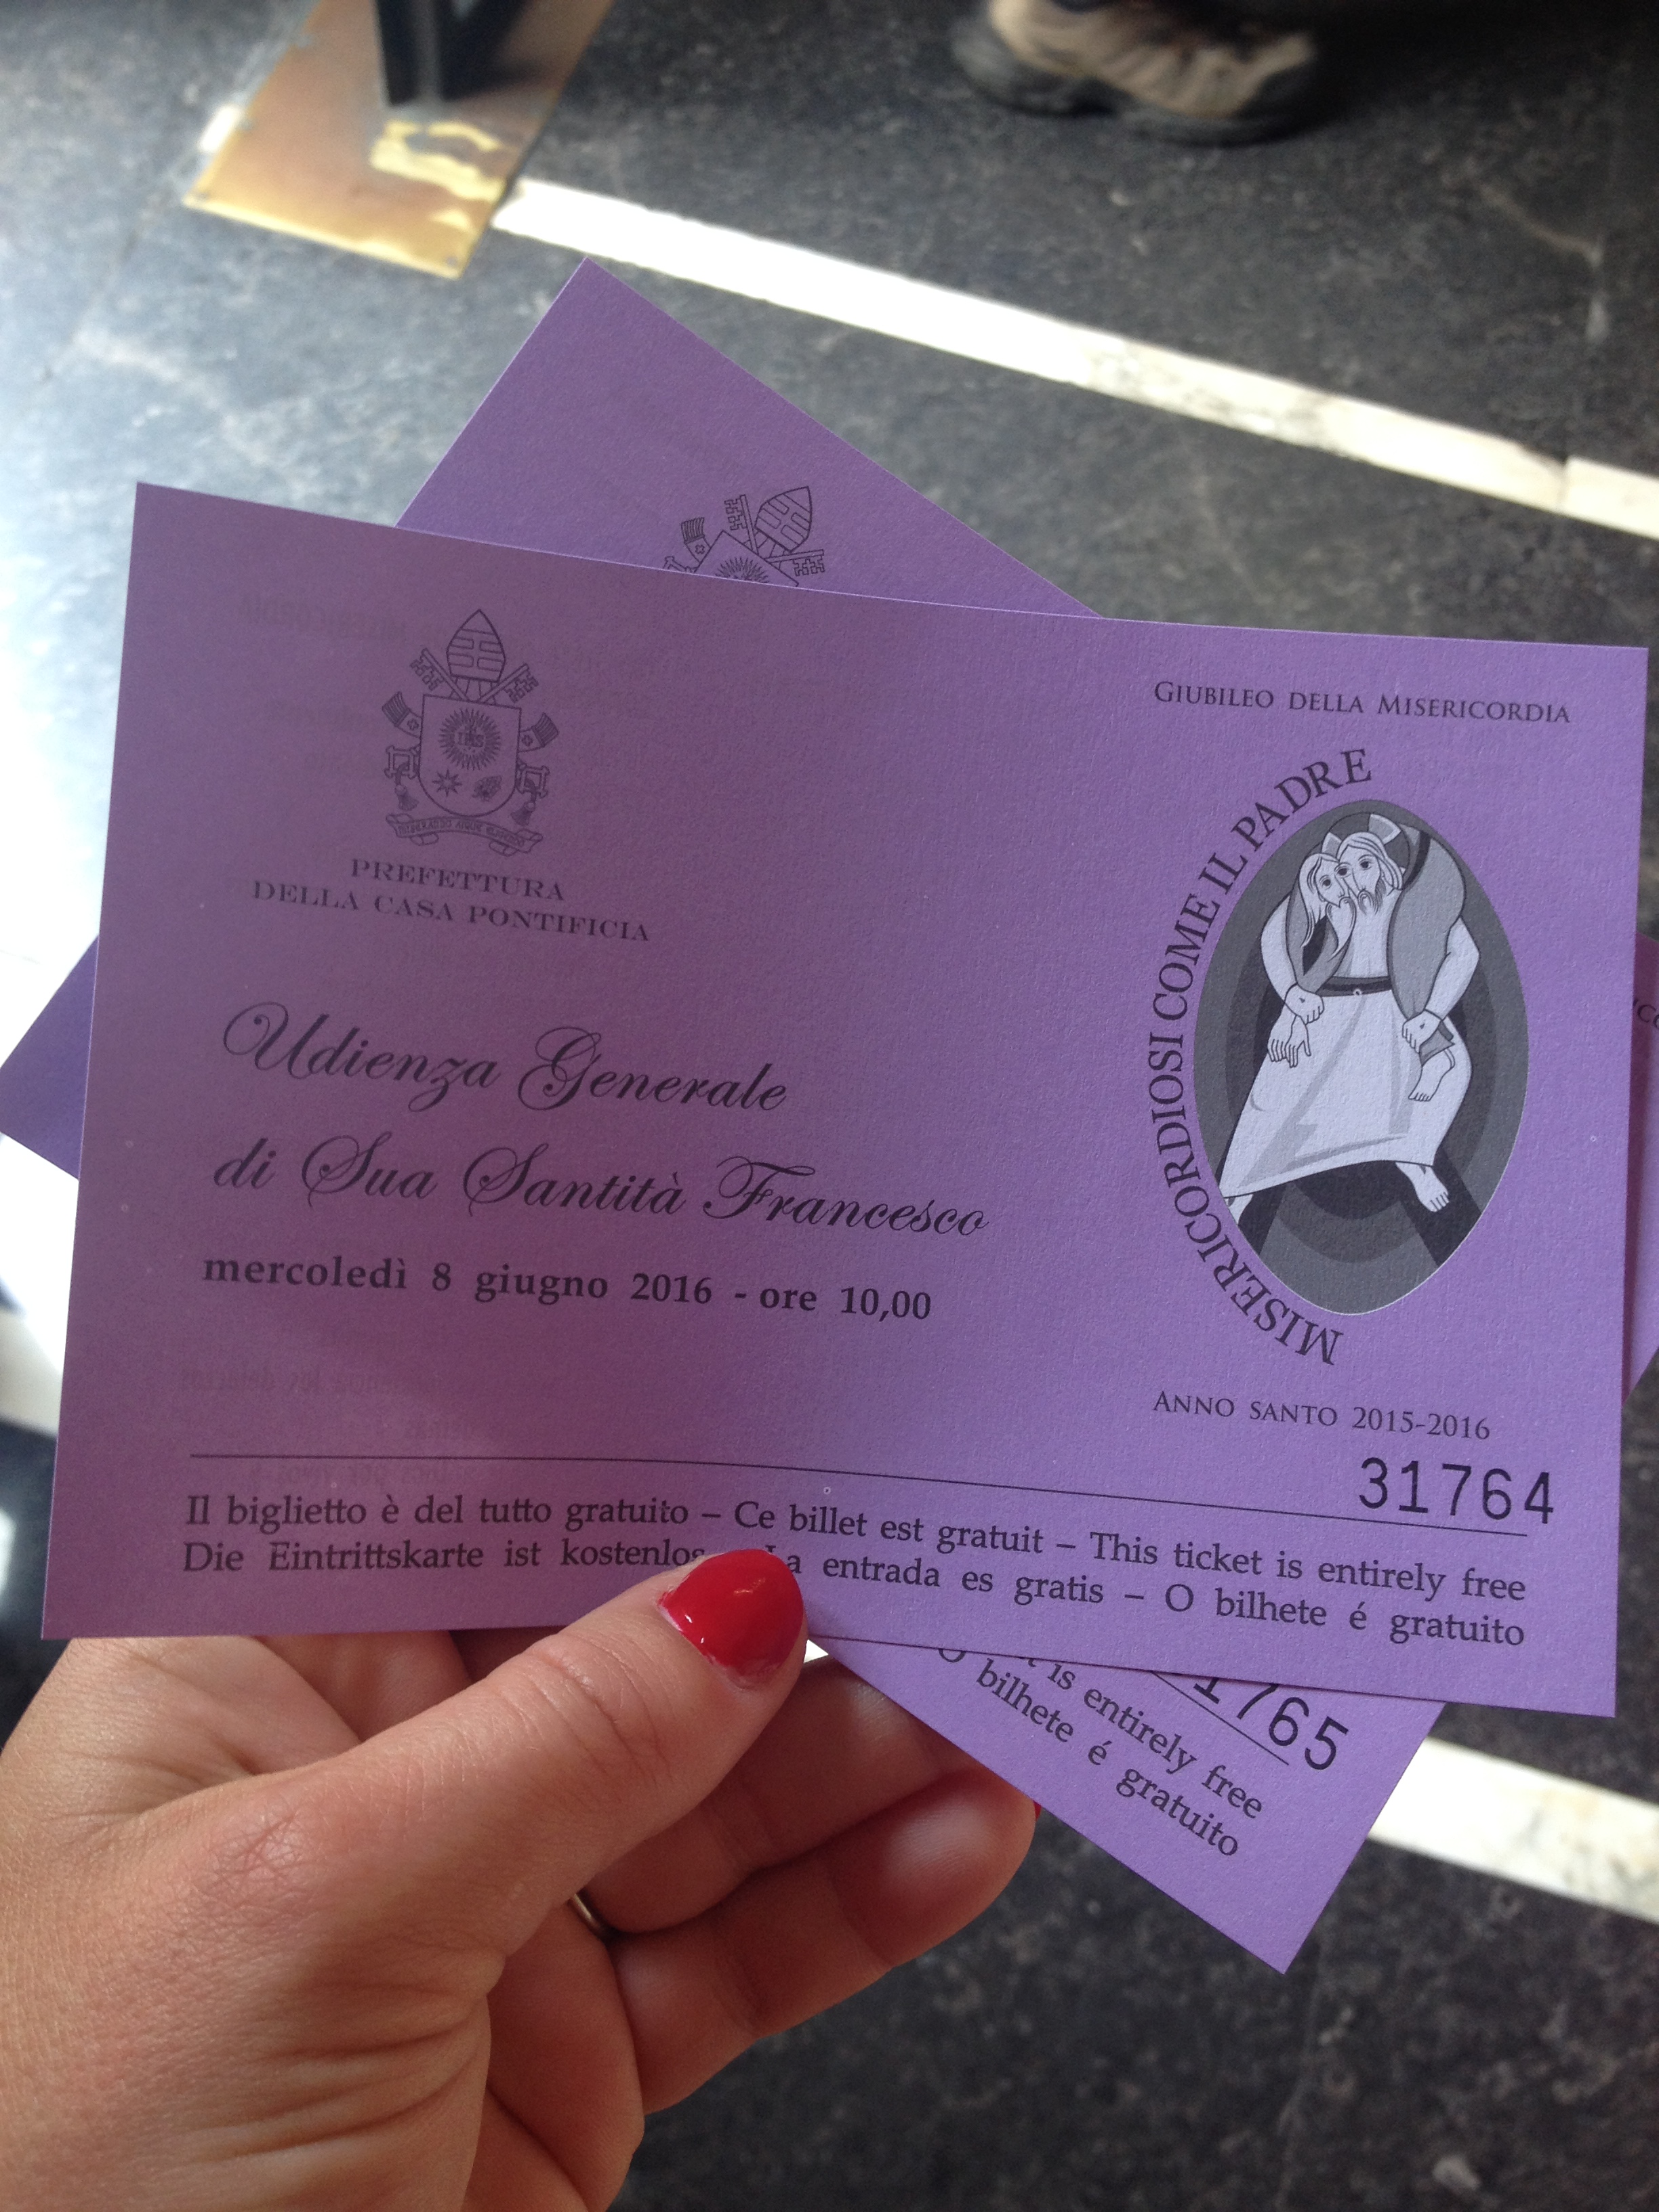 PREFETTURA
DELLA CASA PONTIFICIA
Udienza Generale
di Sua Santità Francesco
mercoledì 8 giugno 2016 - ore 10,00
GIUBILEO DELLA MISERICORDIA
MISERICORDIOSI COME IL PADRE
ANNO SANTO 2015-2016
31764
Il biglietto è del tutto gratuito – Ce billet est gratuit – This ticket is entirely free
Die Eintrittskarte ist kostenlos La entrada es gratis – O bilhete é gratuito
1765
is entirely free
O bilhete é gratuito